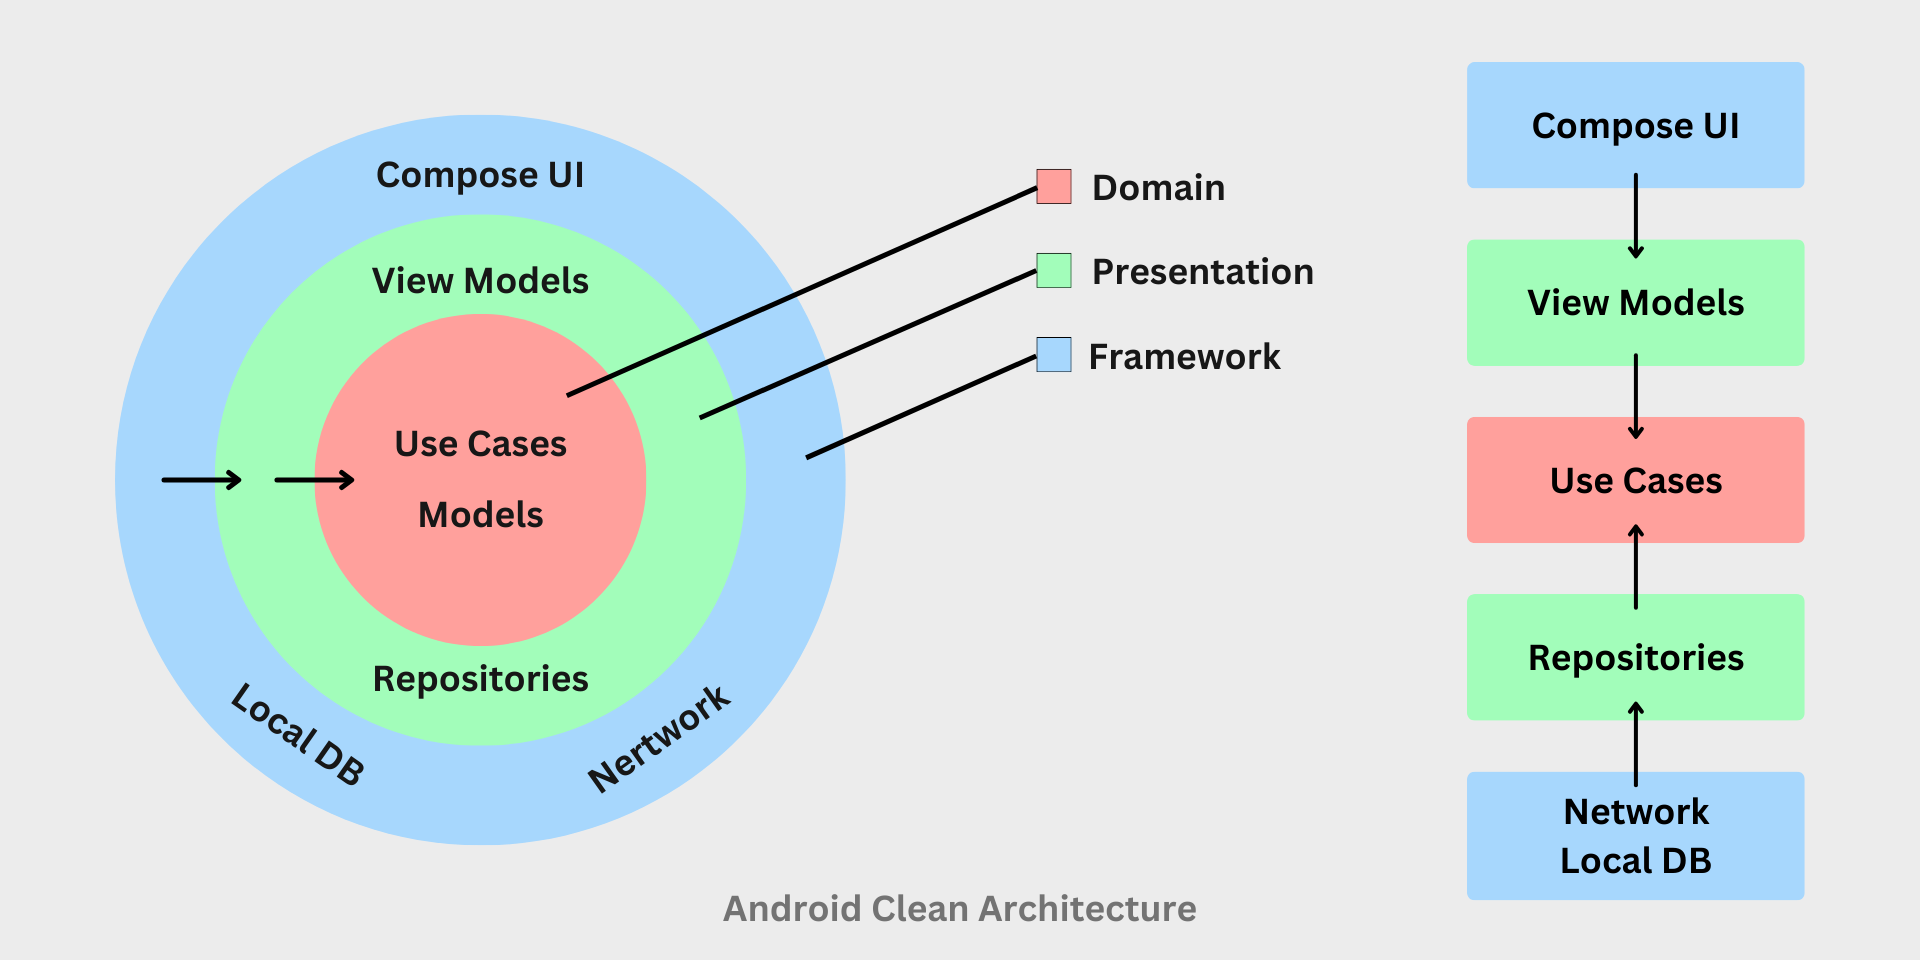 Compose UI
View Models
Use Cases
Models
Repositories
Local DB
Nertwork
Domain
Presentation
Framework
Compose UI
View Models
Use Cases
Repositories
Network
Local DB
Android Clean Architecture